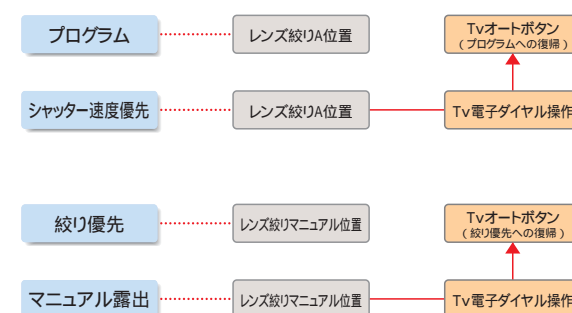 プログラム
レンズ絞りA位置
Tvオートボタン
（プログラムへの復帰）
シャッター速度優先
レンズ絞りA位置
Tv電子ダイヤル操作
絞り優先
レンズ絞りマニュアル位置
Tvオートボタン
（絞り優先への復帰）
マニュアル露出
レンズ絞りマニュアル位置
Tv電子ダイヤル操作